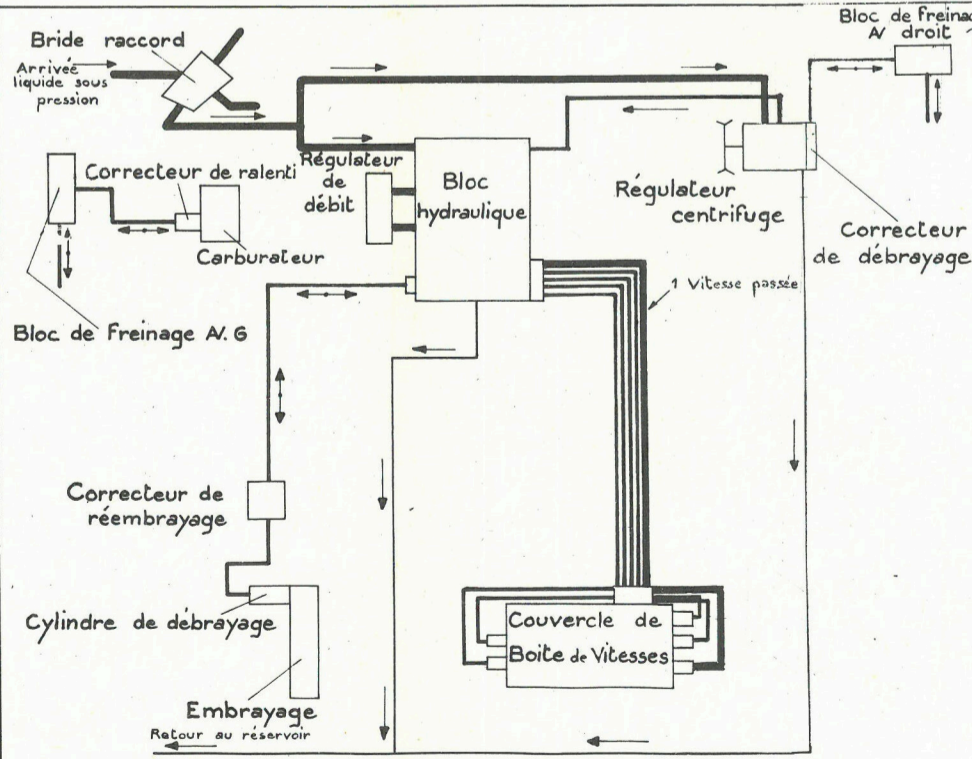 Bride raccord
Arrivée
liquide sous
pression
Bloc de freinag
AV droit
Correcteur de ralenti
Carburateur
Bloc de Freinage AV. G
Régulateur
de
débit
Bloc
hydraulique
Régulateur
centrifuge
Correcteur
de débrayage
1 Vitesse passée
Correcteur de
réembrayage
Cylindre de débrayage
Embrayage
Couvercle de
Boite de Vitesses
Retour au réservoir